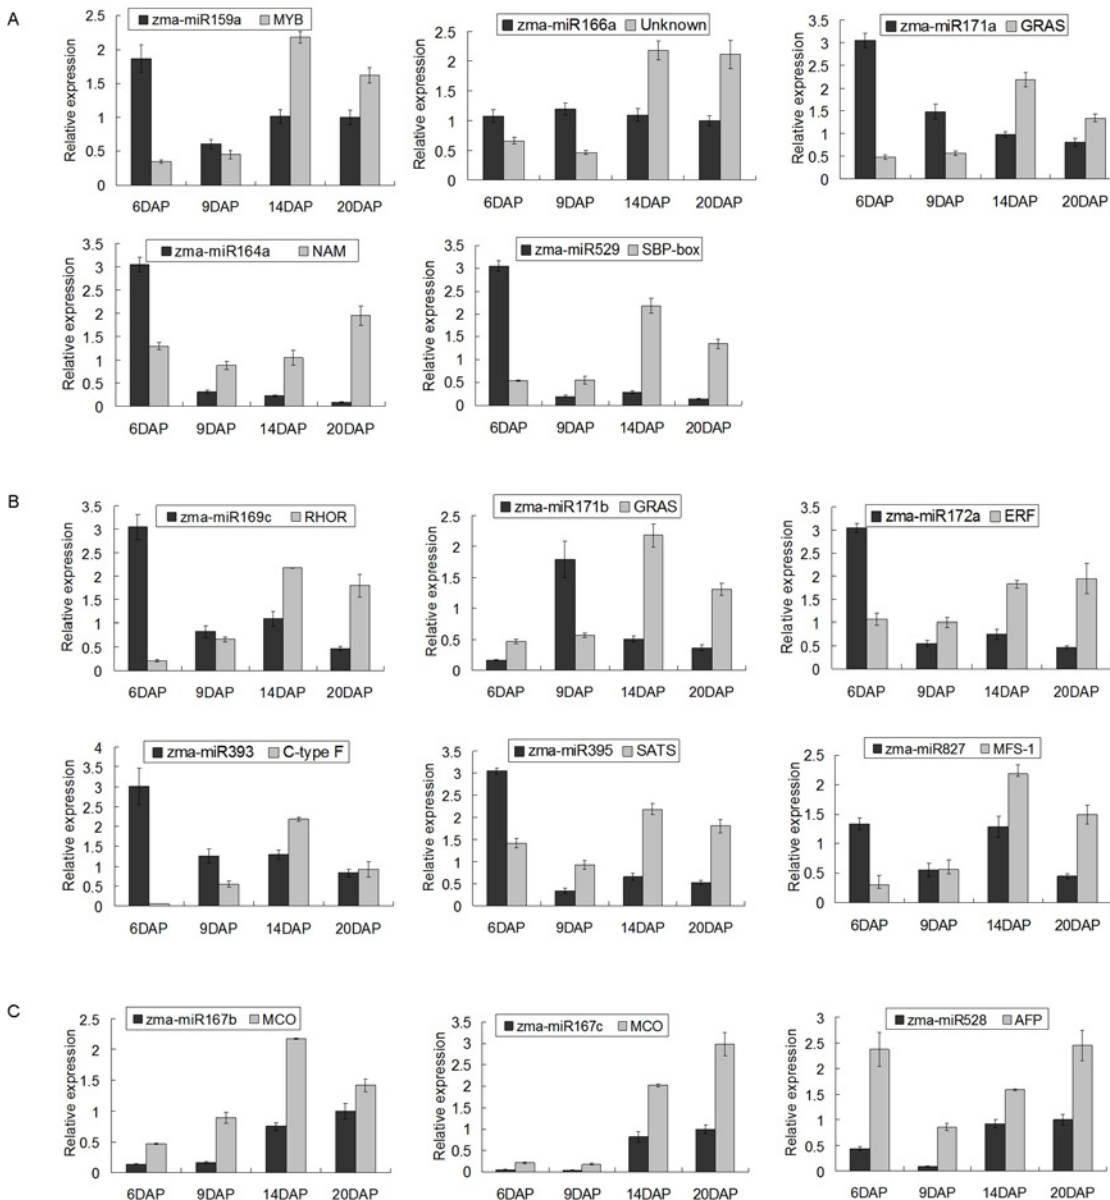 A
zma-miR159a MYB
Relative expression
2.5
2
1.5
1
0.5
0
6DAP 9DAP 14DAP 20DAP
zma-miR166a Unknown
Relative expression
2.5
2
1.5
1
0.5
0
6DAP 9DAP 14DAP 20DAP
zma-miR171a GRAS
Relative expression
3.5
3
2.5
2
1.5
1
0.5
0
6DAP 9DAP 14DAP 20DAP
zma-miR164a NAM
Relative expression
3.5
3
2.5
2
1.5
1
0.5
0
6DAP 9DAP 14DAP 20DAP
zma-miR529 SBP-box
Relative expression
3.5
3
2.5
2
1.5
1
0.5
0
6DAP 9DAP 14DAP 20DAP
B
zma-miR169c RHOR
Relative expression
3.5
3
2.5
2
1.5
1
0.5
0
6DAP 9DAP 14DAP 20DAP
zma-miR171b GRAS
Relative expression
2.5
2
1.5
1
0.5
0
6DAP 9DAP 14DAP 20DAP
zma-miR172a ERF
Relative expression
3.5
3
2.5
2
1.5
1
0.5
0
6DAP 9DAP 14DAP 20DAP
zma-miR393 C-type F
Relative expression
4
3.5
3
2.5
2
1.5
1
0.5
0
6DAP 9DAP 14DAP 20DAP
zma-miR395 SATS
Relative expression
3.5
3
2.5
2
1.5
1
0.5
0
6DAP 9DAP 14DAP 20DAP
zma-miR827 MFS-1
Relative expression
2.5
2
1.5
1
0.5
0
6DAP 9DAP 14DAP 20DAP
C
zma-miR167b MCO
Relative expression
2.5
2
1.5
1
0.5
0
6DAP 9DAP 14DAP 20DAP
zma-miR167c MCO
Relative expression
3.5
3
2.5
2
1.5
1
0.5
0
6DAP 9DAP 14DAP 20DAP
zma-miR528 AFP
Relative expression
3
2.5
2
1.5
1
0.5
0
6DAP 9DAP 14DAP 20DAP